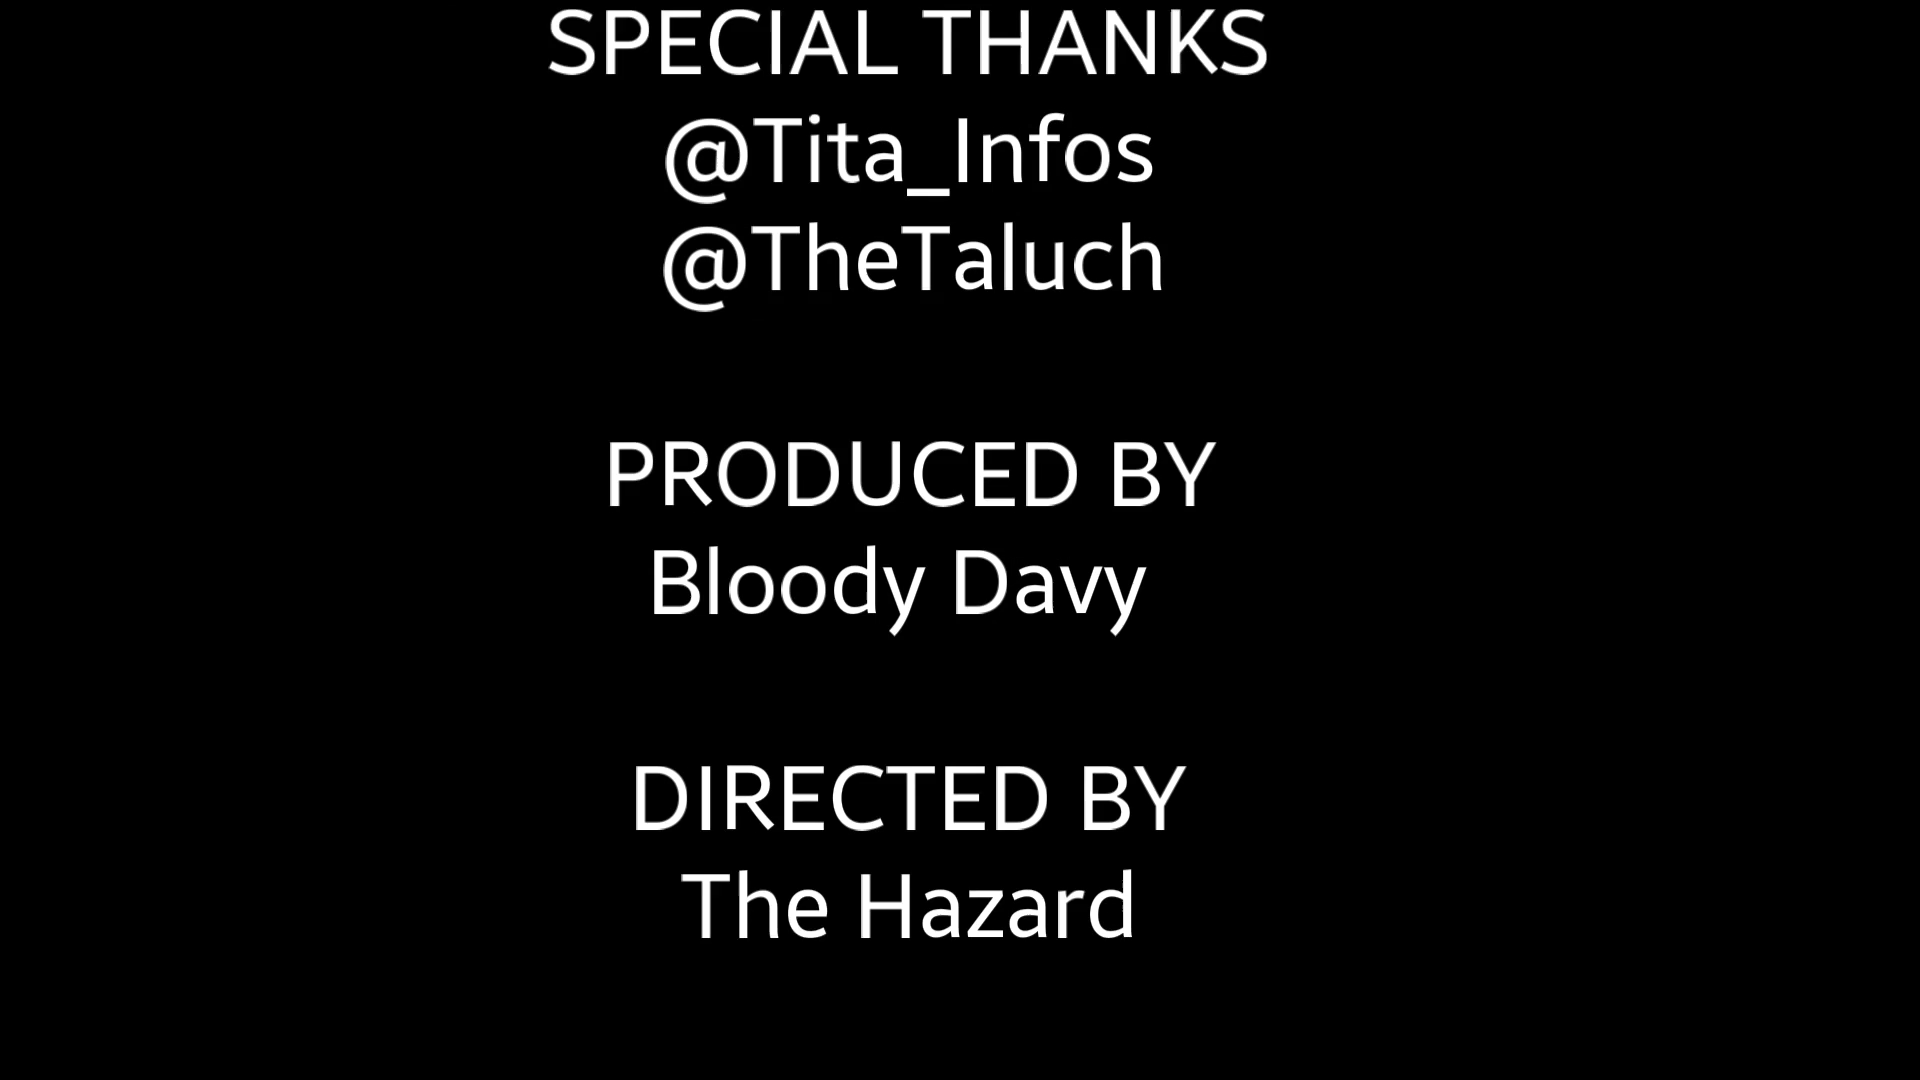 SPECIAL THANKS
@Tita_Infos
@TheTaluch
PRODUCED BY
Bloody Davy
DIRECTED BY
The Hazard